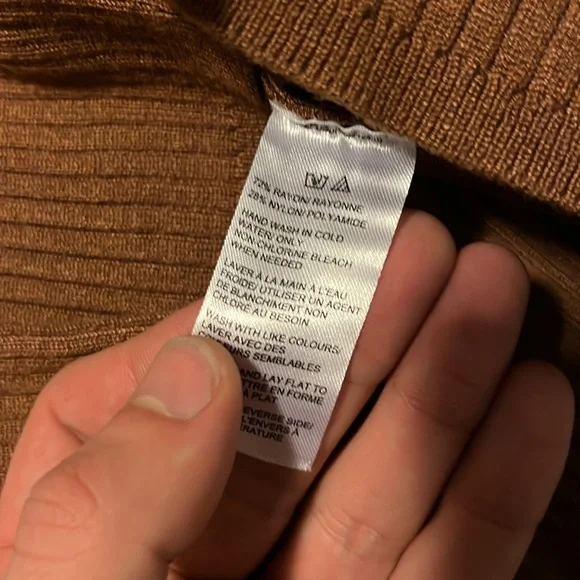 72% RAYON/RAYONNE
28% NYLON/POLYAMIDE
HAND WASH IN COLD
WATER/ ONLY
NON-CHLORINE BLEACH
WHEN NEEDED
LAVER À LA MAIN À L'EAU
FROIDE/ UTILISER UN AGENT
DE BLANCHIMENT NON
CHLORE AU BESOIN
WASH WITH LIKE COLOURS/
LAVER AVEC DES
SEMBLABLES
AND LAY FLAT TO
EN FORME
À PLAT
REVERSE SIDE/
L'ENVERS À